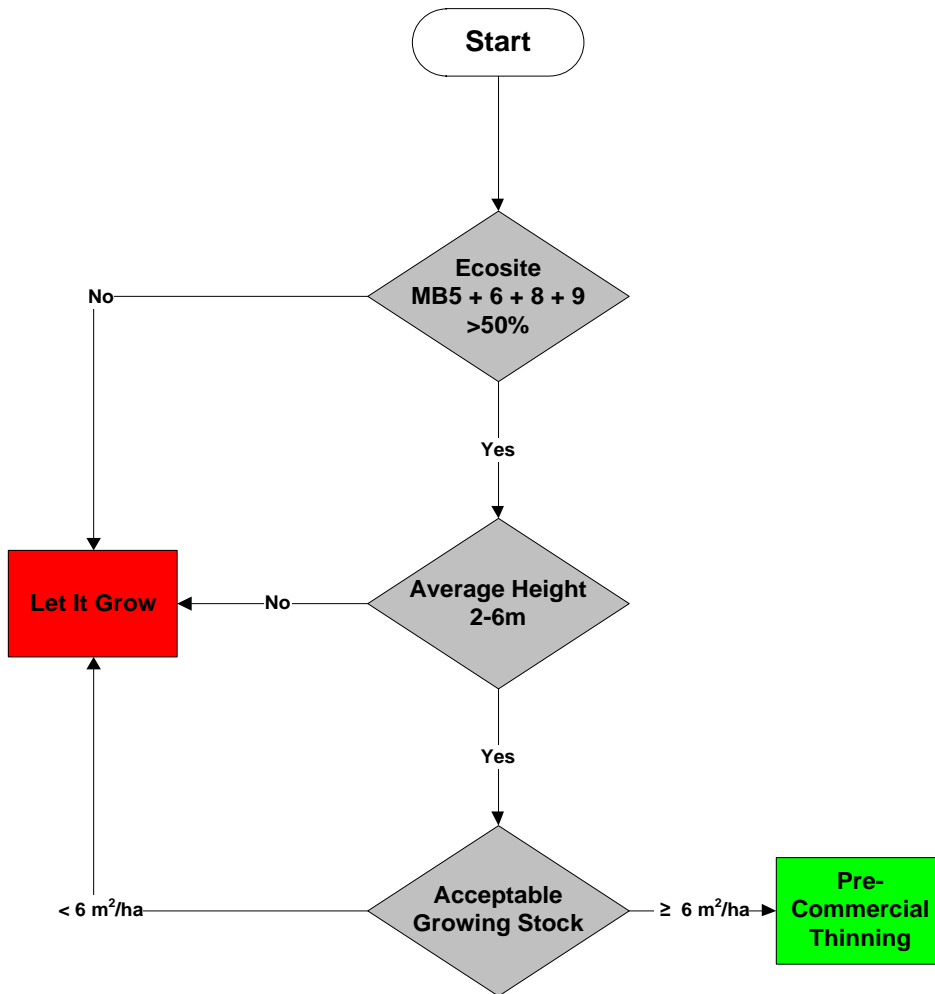 Start
Ecosite
MB5 + 6 + 8 + 9
>50%
No
Yes
Average Height
2-6m
Let It Grow
No
Yes
Acceptable
Growing Stock
< 6 m²/ha
≥ 6 m²/ha
Pre-
Commercial
Thinning